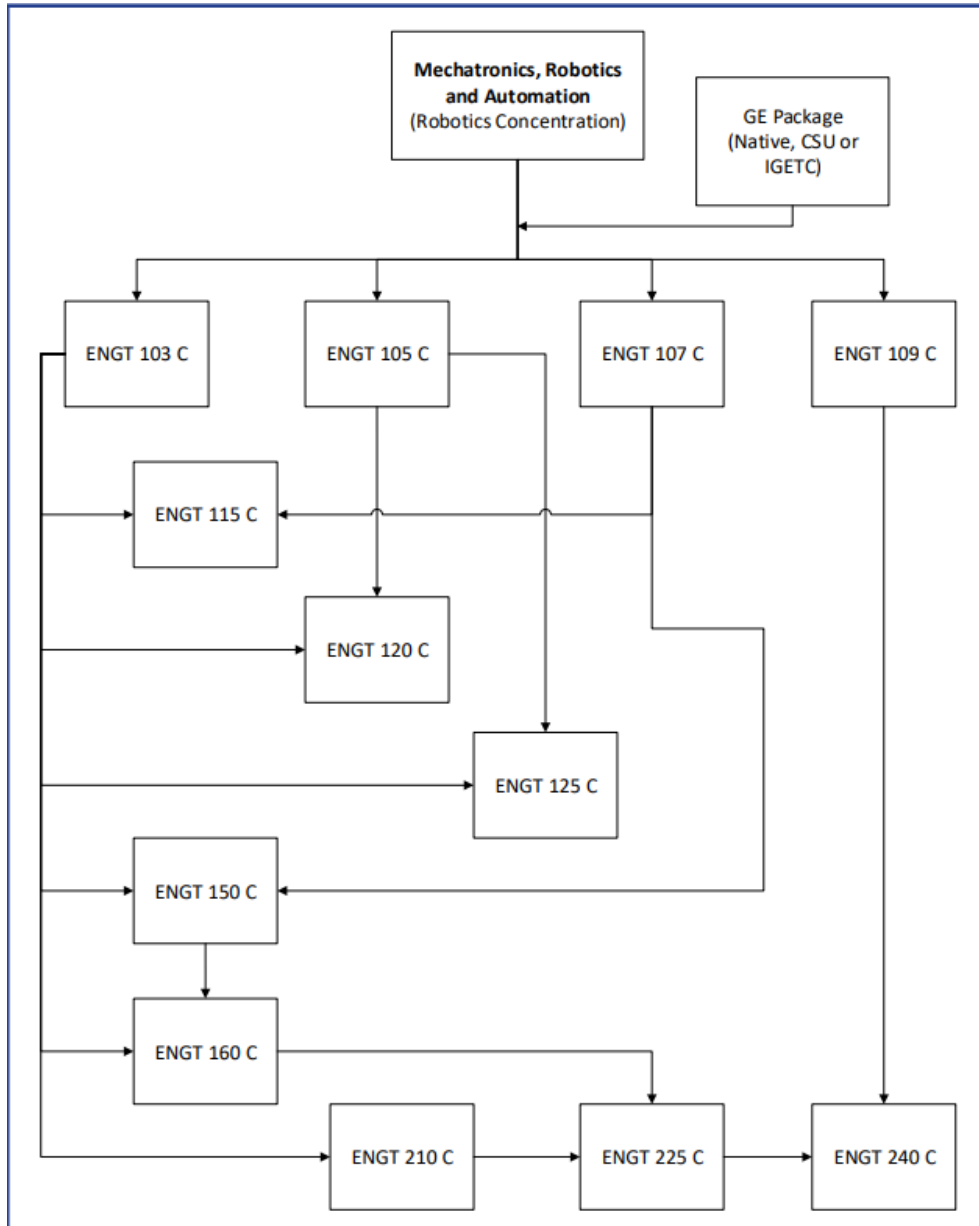 Mechatronics, Robotics
and Automation
(Robotics Concentration)
GE Package
(Native, CSU or
IGETC)
ENGT 103 C
ENGT 105 C
ENGT 107 C
ENGT 109 C
ENGT 115 C
ENGT 120 C
ENGT 125 C
ENGT 150 C
ENGT 160 C
ENGT 210 C
ENGT 225 C
ENGT 240 C